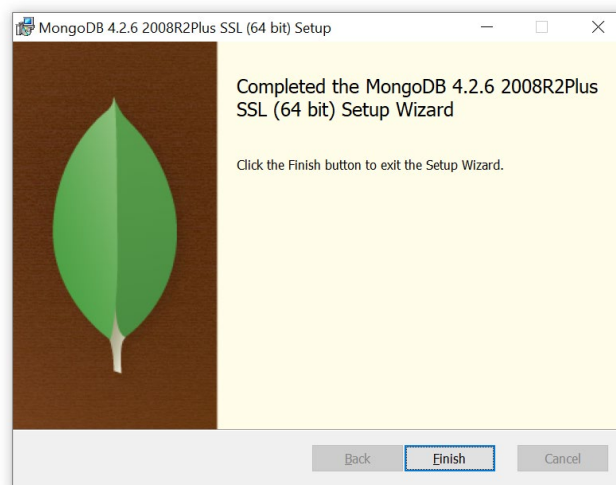 MongoDB 4.2.6 2008R2Plus SSL (64 bit) Setup
Completed the MongoDB 4.2.6 2008R2Plus
SSL (64 bit) Setup Wizard
Click the Finish button to exit the Setup Wizard.
Back Finish Cancel